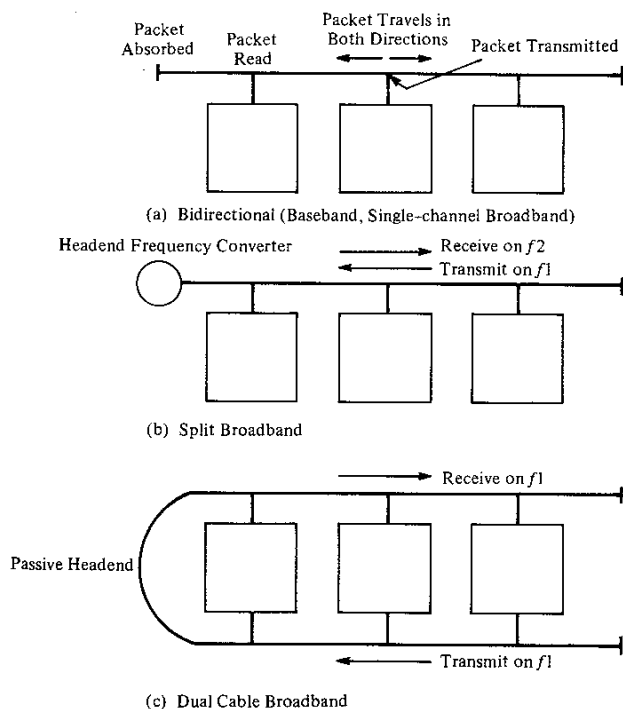 Packet
Absorbed
Packet
Read
Packet Travels in
Both Directions
Packet Transmitted
(a) Bidirectional (Baseband, Single-channel Broadband)
Headend Frequency Converter
Receive on f2
Transmit on f1
(b) Split Broadband
Receive on f1
Passive Headend
Transmit on f1
(c) Dual Cable Broadband